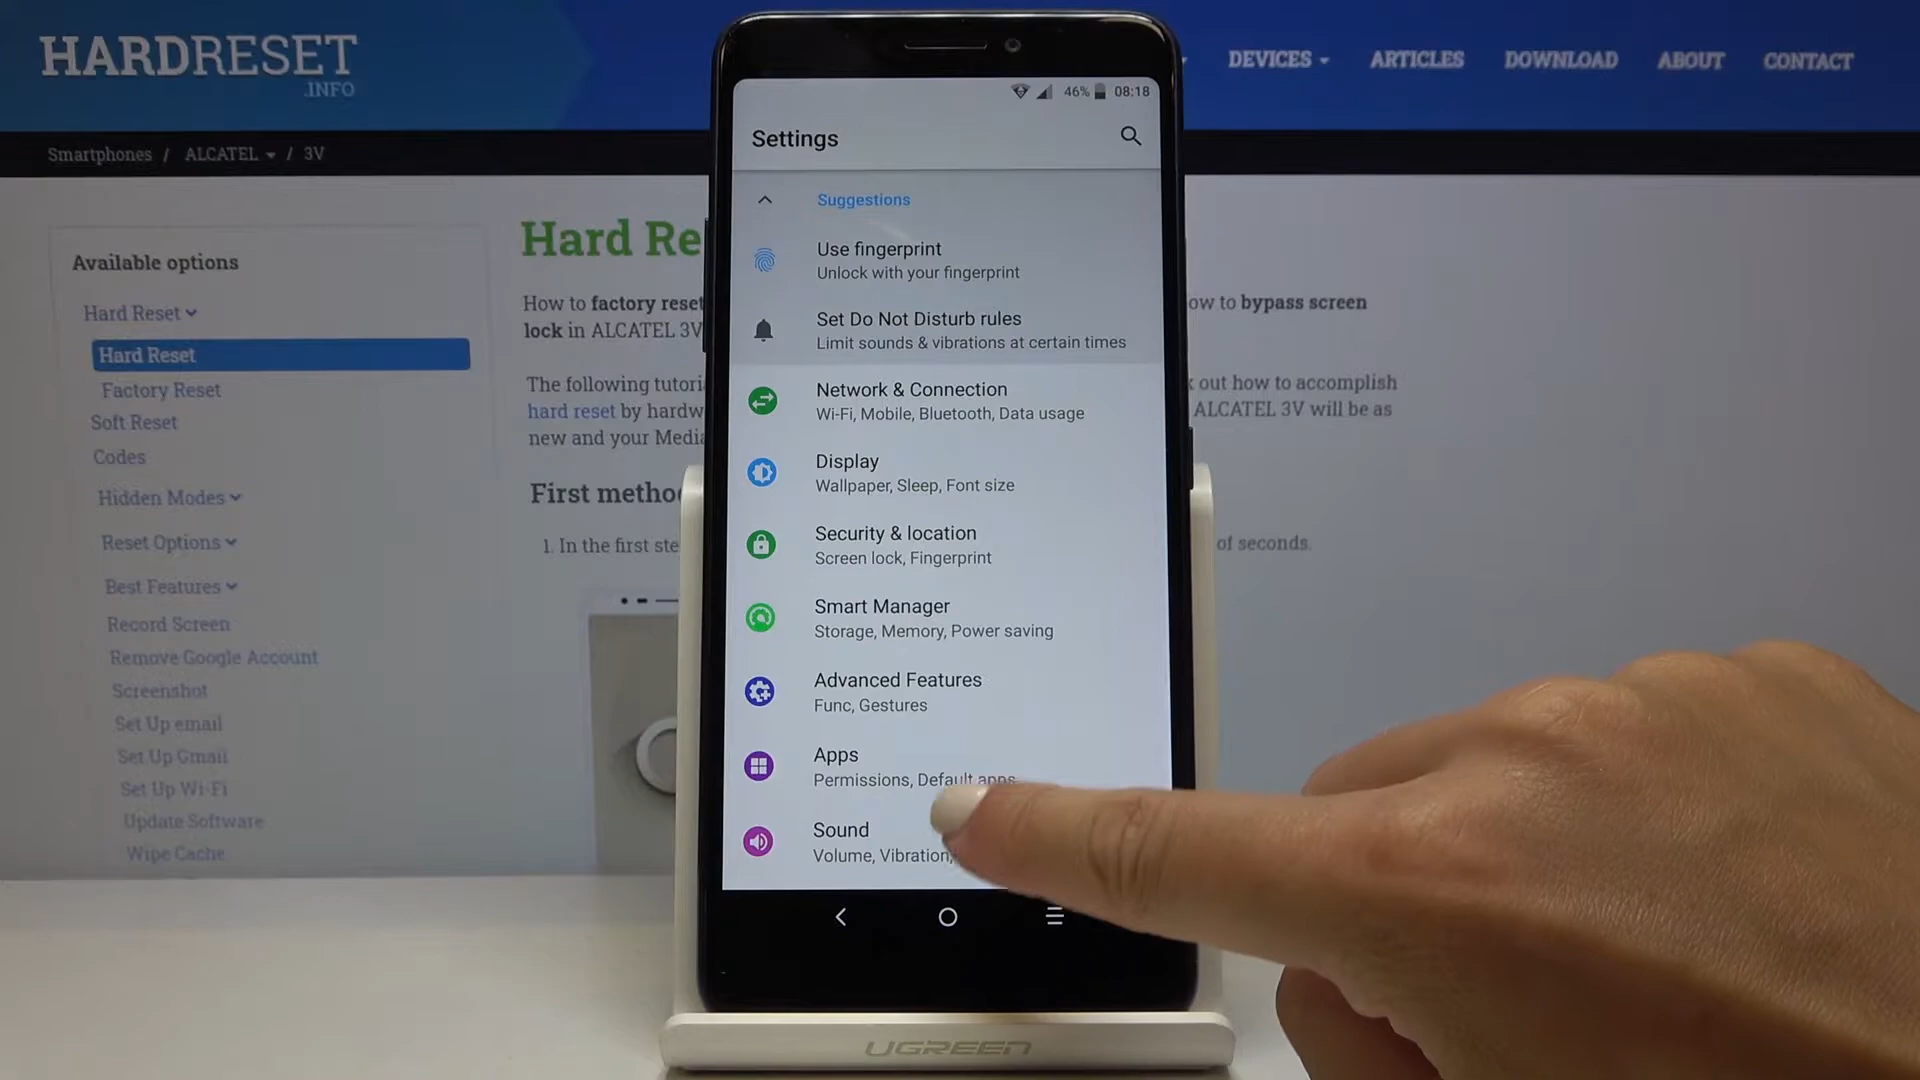 HARDRESET
.INFO
DEVICES
ARTICLES
DOWNLOAD
ABOUT
CONTACT
Smartphones / ALCATEL / 3V
Available options
Hard Reset
Hard Reset
Factory Reset
Soft Reset
Codes
Hidden Modes
Reset Options
Best Features
Record Screen
Remove Google Account
Screenshot
Set Up email
Set Up Gmail
Set Up Wi-Fi
Update Software
Wipe Cache
Hard Re
How to factory reset
ow to bypass screen
lock in ALCATEL 3V
The following tutori
out how to accomplish
hard reset by hardw
ALCATEL 3V will be as
new and your Media
First metho
1. In the first ste
of seconds.
46% 08:18
Settings
Suggestions
Use fingerprint
Unlock with your fingerprint
Set Do Not Disturb rules
Limit sounds & vibrations at certain times
Network & Connection
Wi-Fi, Mobile, Bluetooth, Data usage
Display
Wallpaper, Sleep, Font size
Security & location
Screen lock, Fingerprint
Smart Manager
Storage, Memory, Power saving
Advanced Features
Func, Gestures
Apps
Permissions, Default apps
Sound
Volume, Vibration,
UGREEN